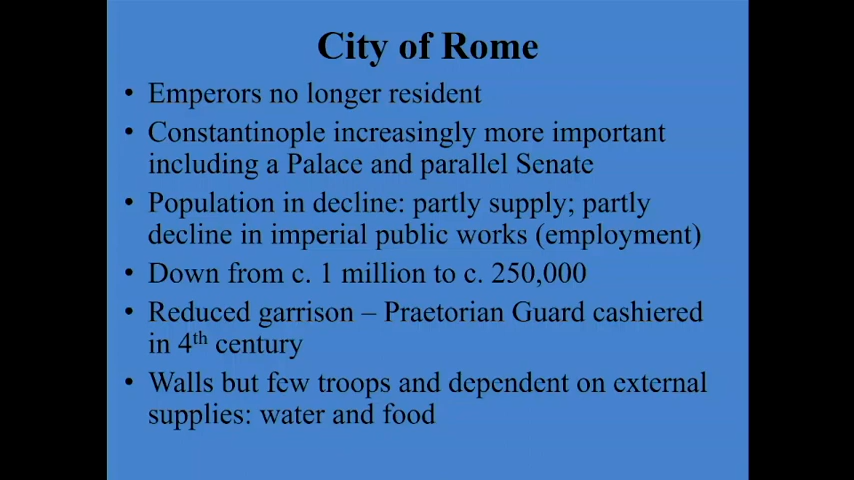 City of Rome
• Emperors no longer resident
• Constantinople increasingly more important
including a Palace and parallel Senate
• Population in decline: partly supply; partly
decline in imperial public works (employment)
• Down from c. 1 million to c. 250,000
• Reduced garrison – Praetorian Guard cashiered
in 4th century
• Walls but few troops and dependent on external
supplies: water and food